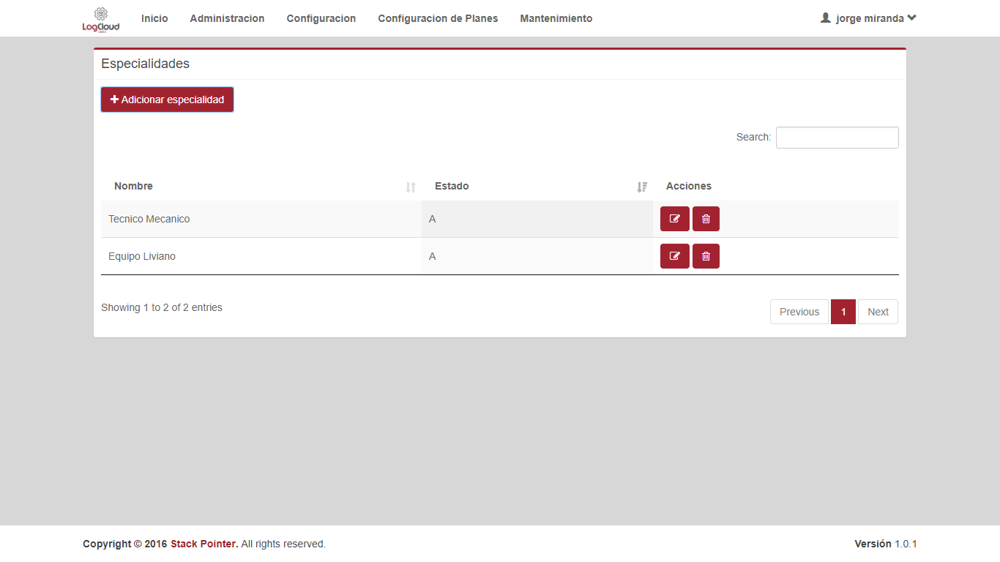 LogCloud
Inicio Administracion Configuracion Configuracion de Planes Mantenimiento jorge miranda
Especialidades
Adicionar especialidad
Search:
Nombre Estado Acciones
Tecnico Mecanico A
Equipo Liviano A
Showing 1 to 2 of 2 entries Previous 1 Next
Copyright © 2016 Stack Pointer. All rights reserved. Versión 1.0.1